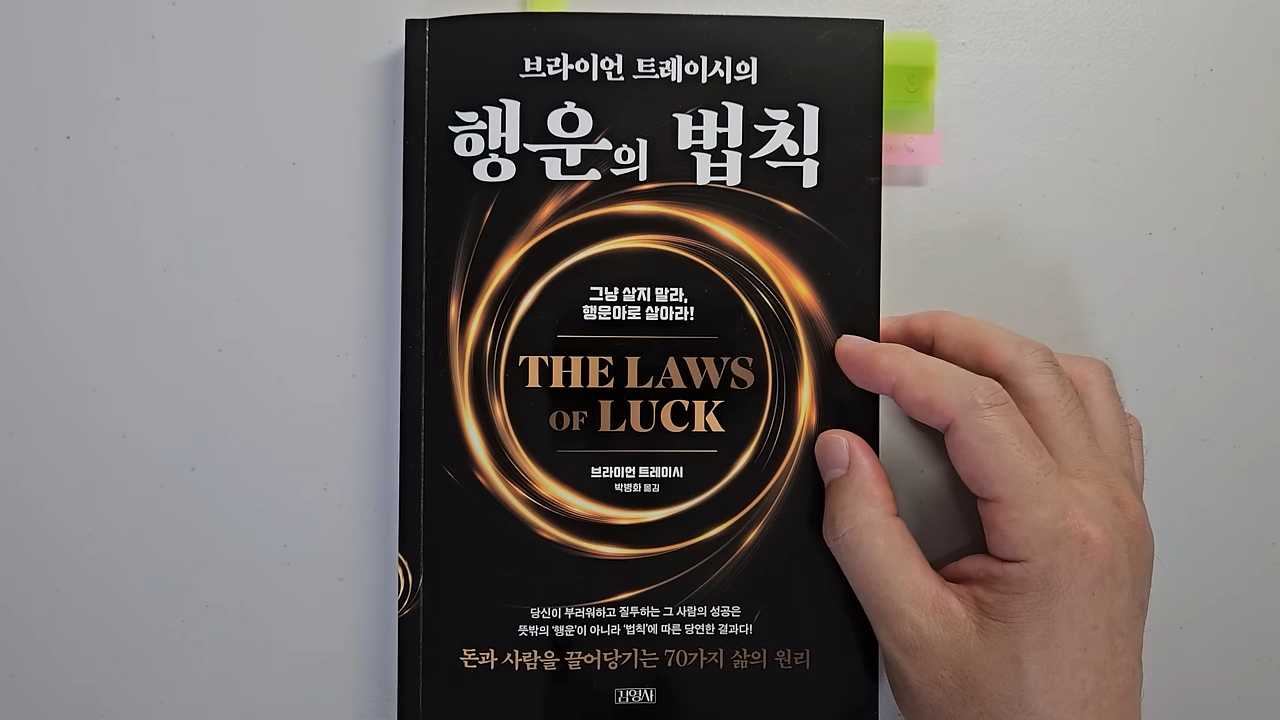 브라이언 트레이시의
행운의 법칙
그냥 살지 말라,
행운아로 살아라!
THE LAWS
OF LUCK
브라이언 트레이시
박병화 옮김
당신이 부러워하고 질투하는 그 사람의 성공은
뜻밖의 '행운'이 아니라 '법칙'에 따른 당연한 결과다!
돈과 사람을 끌어당기는 70가지 삶의 원리
김영사